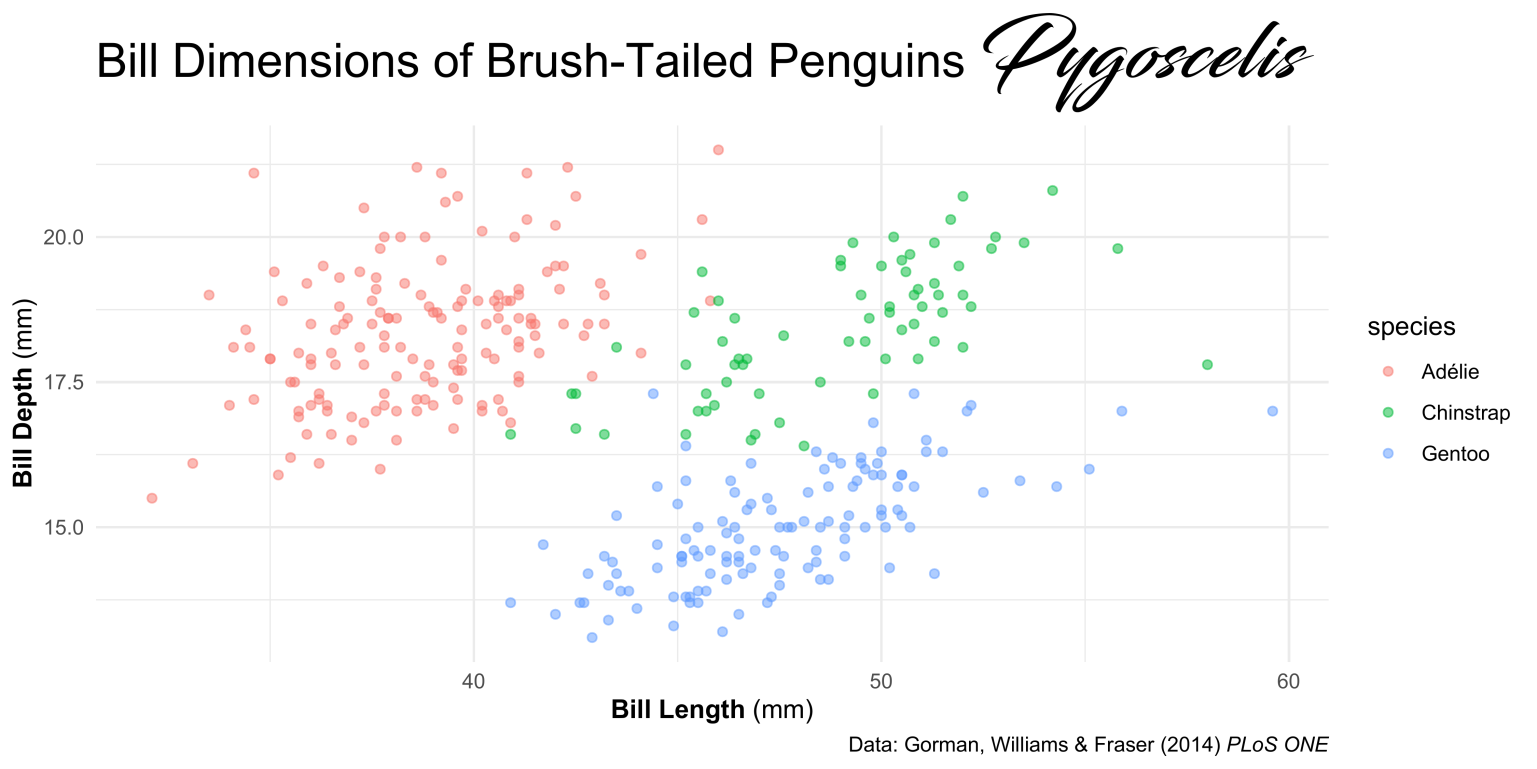 Bill Dimensions of Brush-Tailed Penguins Pygoscelis
20.0
17.5
15.0
Bill Depth (mm)
40 50 60
Bill Length (mm)
species
Adélie
Chinstrap
Gentoo
Data: Gorman, Williams & Fraser (2014) PLoS ONE